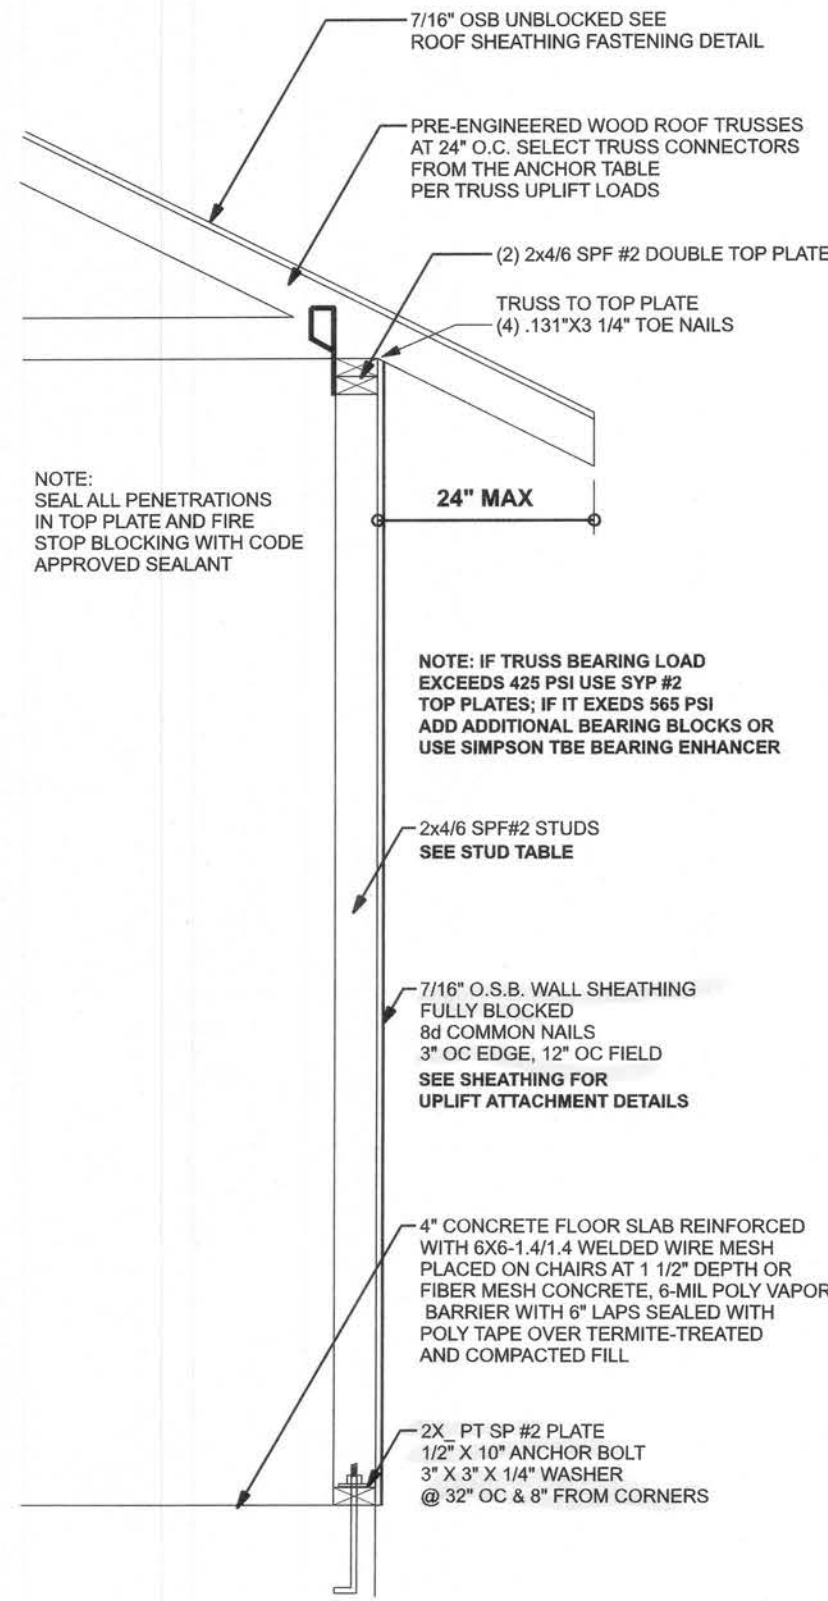 7/16" OSB UNBLOCKED SEE
ROOF SHEATHING FASTENING DETAIL
PRE-ENGINEERED WOOD ROOF TRUSSES
AT 24" O.C. SELECT TRUSS CONNECTORS
FROM THE ANCHOR TABLE
PER TRUSS UPLIFT LOADS
(2) 2x4/6 SPF #2 DOUBLE TOP PLATE
TRUSS TO TOP PLATE
(4) .131"X3 1/4" TOE NAILS
NOTE:
SEAL ALL PENETRATIONS
IN TOP PLATE AND FIRE
STOP BLOCKING WITH CODE
APPROVED SEALANT
24" MAX
NOTE: IF TRUSS BEARING LOAD
EXCEEDS 425 PSI USE SYP #2
TOP PLATES; IF IT EXEDS 565 PSI
ADD ADDITIONAL BEARING BLOCKS OR
USE SIMPSON TBE BEARING ENHANCER
2x4/6 SPF#2 STUDS
SEE STUD TABLE
7/16" O.S.B. WALL SHEATHING
FULLY BLOCKED
8d COMMON NAILS
3" OC EDGE, 12" OC FIELD
SEE SHEATHING FOR
UPLIFT ATTACHMENT DETAILS
4" CONCRETE FLOOR SLAB REINFORCED
WITH 6X6-1.4/1.4 WELDED WIRE MESH
PLACED ON CHAIRS AT 1 1/2" DEPTH OR
FIBER MESH CONCRETE, 6-MIL POLY VAPOR
BARRIER WITH 6" LAPS SEALED WITH
POLY TAPE OVER TERMITE-TREATED
AND COMPACTED FILL
2X_ PT SP #2 PLATE
1/2" X 10" ANCHOR BOLT
3" X 3" X 1/4" WASHER
@ 32" OC & 8" FROM CORNERS